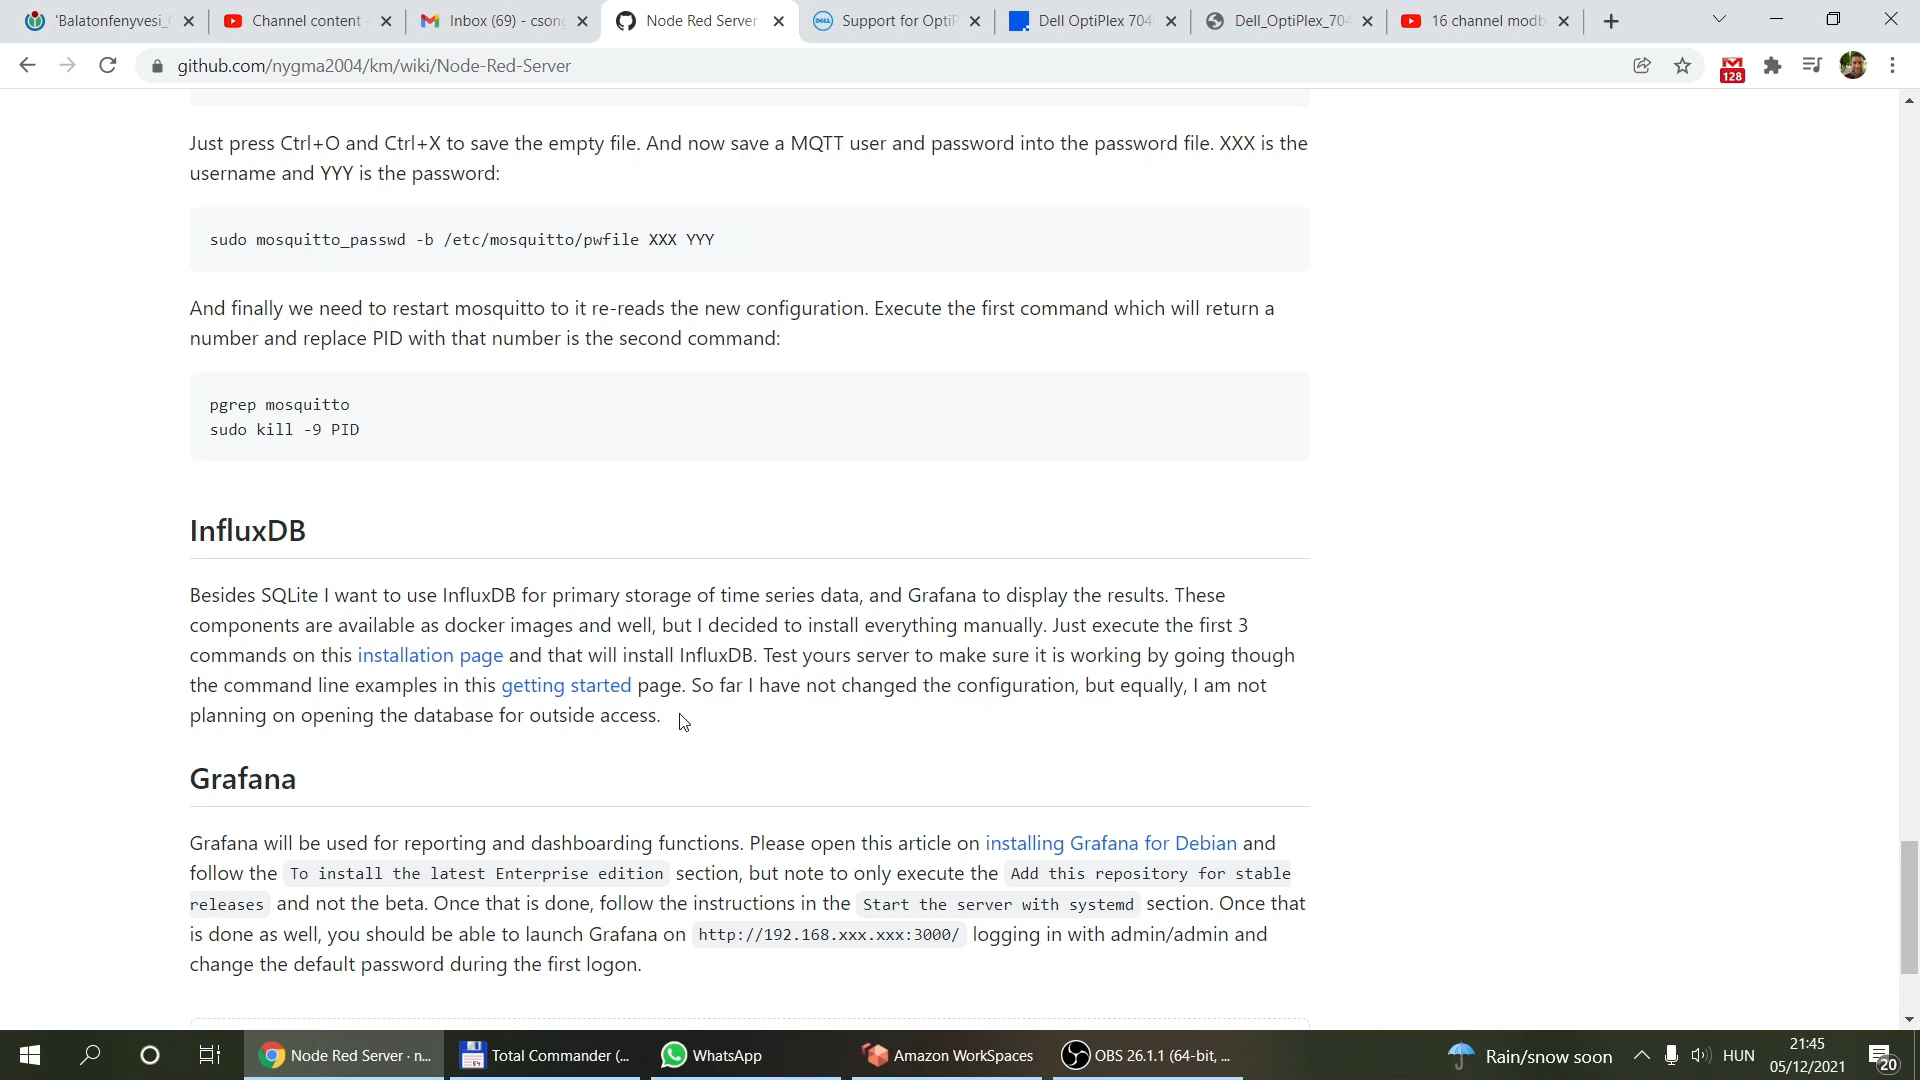 'Balatonfenyvesi_
Channel content
Inbox (69) - cson
Node Red Server
Support for OptiP
Dell OptiPlex 704
Dell_OptiPlex_704
16 channel modb
github.com/nygma2004/km/wiki/Node-Red-Server
128
Just press Ctrl+O and Ctrl+X to save the empty file. And now save a MQTT user and password into the password file. XXX is the
username and YYY is the password:
sudo mosquitto_passwd -b /etc/mosquitto/pwfile XXX YYY
And finally we need to restart mosquitto to it re-reads the new configuration. Execute the first command which will return a
number and replace PID with that number is the second command:
pgrep mosquitto
sudo kill -9 PID
InfluxDB
Besides SQLite I want to use InfluxDB for primary storage of time series data, and Grafana to display the results. These
components are available as docker images and well, but I decided to install everything manually. Just execute the first 3
commands on this installation page and that will install InfluxDB. Test yours server to make sure it is working by going though
the command line examples in this getting started page. So far I have not changed the configuration, but equally, I am not
planning on opening the database for outside access.
Grafana
Grafana will be used for reporting and dashboarding functions. Please open this article on installing Grafana for Debian and
follow the To install the latest Enterprise edition section, but note to only execute the Add this repository for stable
releases and not the beta. Once that is done, follow the instructions in the Start the server with systemd section. Once that
is done as well, you should be able to launch Grafana on http://192.168.xxx.xxx:3000/ logging in with admin/admin and
change the default password during the first logon.
Node Red Server · n...
Total Commander (...
WhatsApp
Amazon WorkSpaces
OBS 26.1.1 (64-bit, ...
Rain/snow soon
HUN
21:45
05/12/2021
20